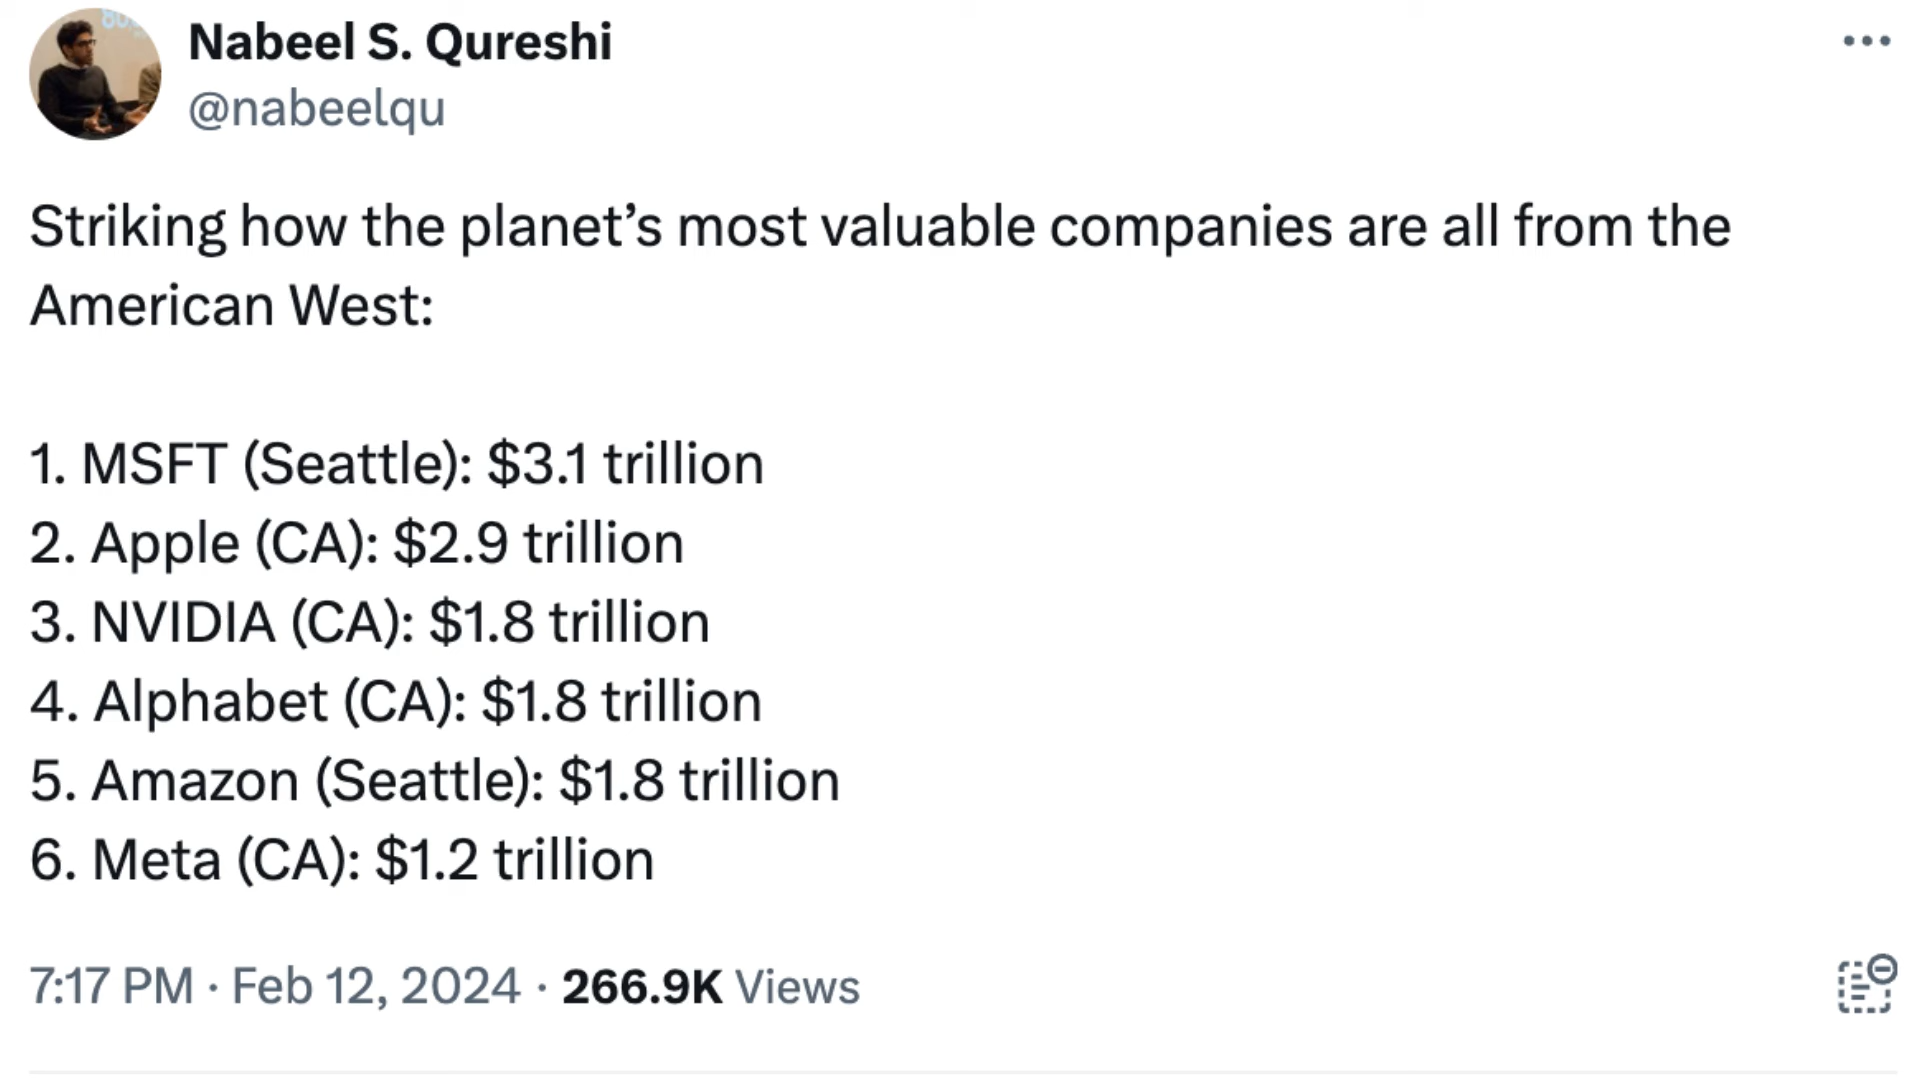 Nabeel S. Qureshi
@nabeelqu
Striking how the planet’s most valuable companies are all from the
American West:
1. MSFT (Seattle): $3.1 trillion
2. Apple (CA): $2.9 trillion
3. NVIDIA (CA): $1.8 trillion
4. Alphabet (CA): $1.8 trillion
5. Amazon (Seattle): $1.8 trillion
6. Meta (CA): $1.2 trillion
7:17 PM · Feb 12, 2024 · 266.9K Views